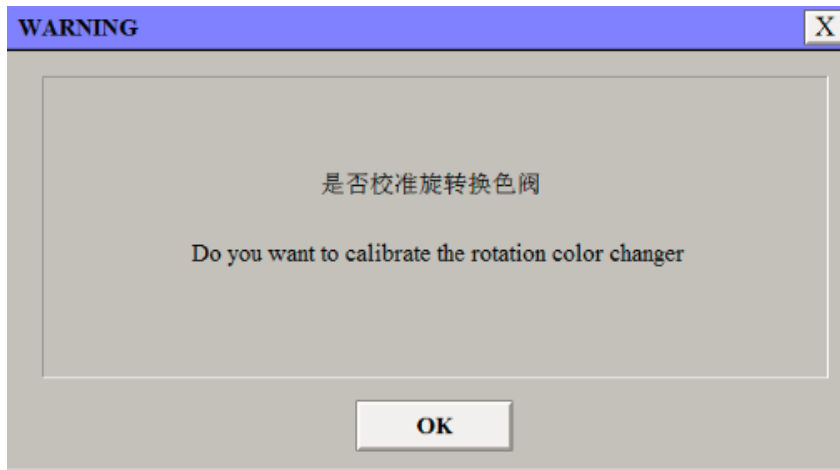 WARNING
X
是否校准旋转换色阀
Do you want to calibrate the rotation color changer
OK